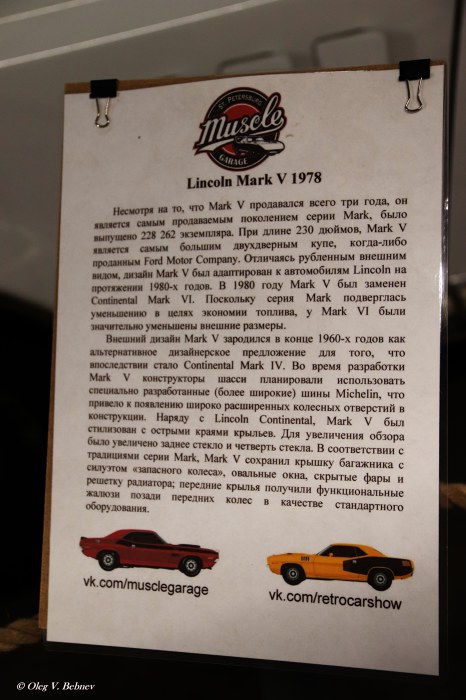 ST. PETERSBURG
Muscle
GARAGE
Lincoln Mark V 1978
Несмотря на то, что Mark V продавался всего три года, он
является самым продаваемым поколением серии Mark, было
выпущено 228 262 экземпляра. При длине 230 дюймов, Mark V
является самым большим двухдверным купе, когда-либо
проданным Ford Motor Company. Отличаясь рубленным внешним
видом, дизайн Mark V был адаптирован к автомобилям Lincoln на
протяжении 1980-х годов. В 1980 году Mark V был заменен
Continental Mark VI. Поскольку серия Mark подверглась
уменьшению в целях экономии топлива, у Mark VI были
значительно уменьшены внешние размеры.
Внешний дизайн Mark V зародился в конце 1960-х годов как
альтернативное дизайнерское предложение для того, что
впоследствии стало Continental Mark IV. Во время разработки
Mark V конструкторы шасси планировали использовать
специально разработанные (более широкие) шины Michelin, что
привело к появлению широко расширенных колесных отверстий в
конструкции. Наряду с Lincoln Continental, Mark V был
стилизован с острыми краями крыльев. Для увеличения обзора
было увеличено заднее стекло и четверть стекла. В соответствии с
традициями серии Mark, Mark V сохранил крышку багажника с
силуэтом «запасного колеса», овальные окна, скрытые фары и
решетку радиатора; передние крылья получили функциональные
жалюзи позади передних колес в качестве стандартного
оборудования.
vk.com/musclegarage
vk.com/retrocarshow
© Oleg V. Behnev